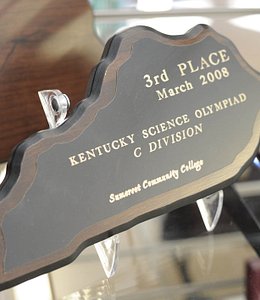 3rd PLACE
March 2008
KENTUCKY SCIENCE OLYMPIAD
C DIVISION
Somerset Community College